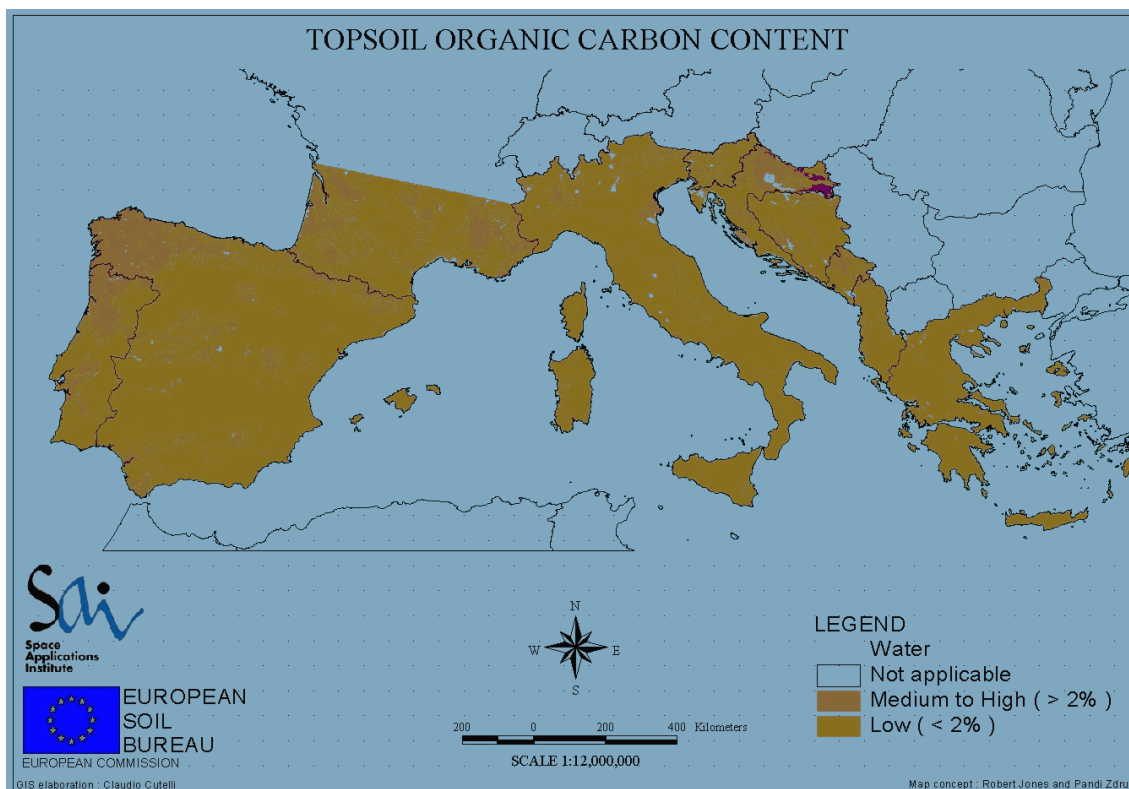 TOPSOIL ORGANIC CARBON CONTENT
Sai
Space
Applications
Institute
EUROPEAN
SOIL
BUREAU
EUROPEAN COMMISSION
GIS elaboration : Claudio Cutelli
N
W E
S
200 0 200 400 Kilometers
SCALE 1:12,000,000
LEGEND
Water
Not applicable
Medium to High ( > 2% )
Low ( < 2% )
Map concept : Robert Jones and Pandi Zdru